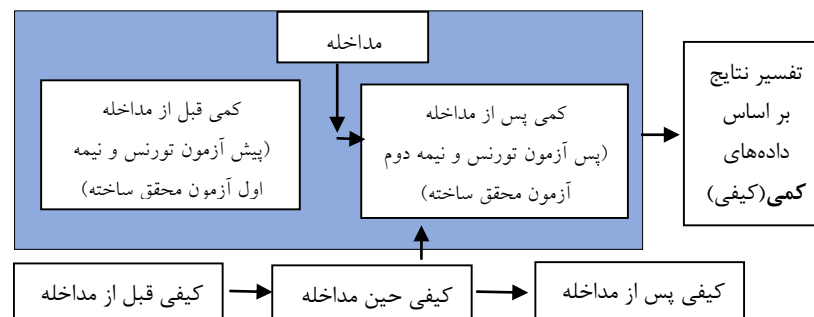 مداخله
کمی قبل از مداخله
(پیش آزمون تورنس و نیمه
اول آزمون محقق ساخته)
کمی پس از مداخله
(پس آزمون تورنس و نیمه دوم
آزمون محقق ساخته)
تفسیر نتایج
بر اساس
داده‌های
کمی(کیفی)
کیفی قبل از مداخله
کیفی حین مداخله
کیفی پس از مداخله